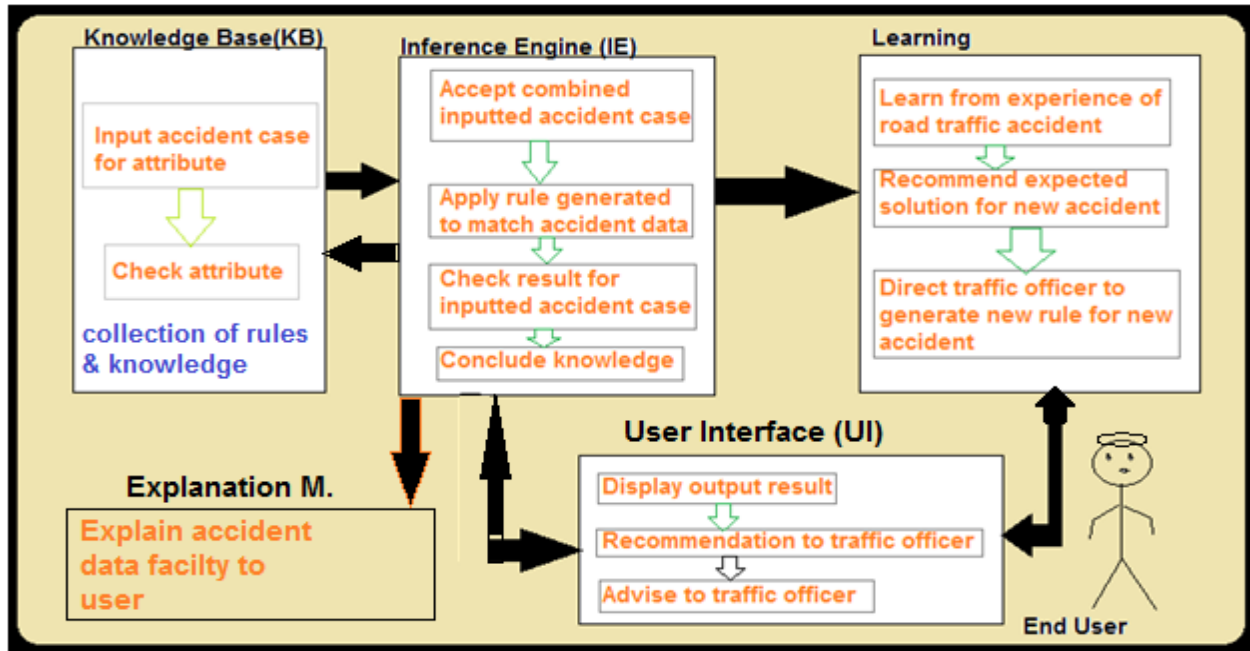 Knowledge Base(KB)
Input accident case
for attribute
Check attribute
collection of rules
& knowledge
Inference Engine (IE)
Accept combined
inputted accident case
Apply rule generated
to match accident data
Check result for
inputted accident case
Conclude knowledge
Learning
Learn from experience of
road traffic accident
Recommend expected
solution for new accident
Direct traffic officer to
generate new rule for new
accident
Explanation M.
Explain accident
data facilty to
user
User Interface (UI)
Display output result
Recommendation to traffic officer
Advise to traffic officer
End User